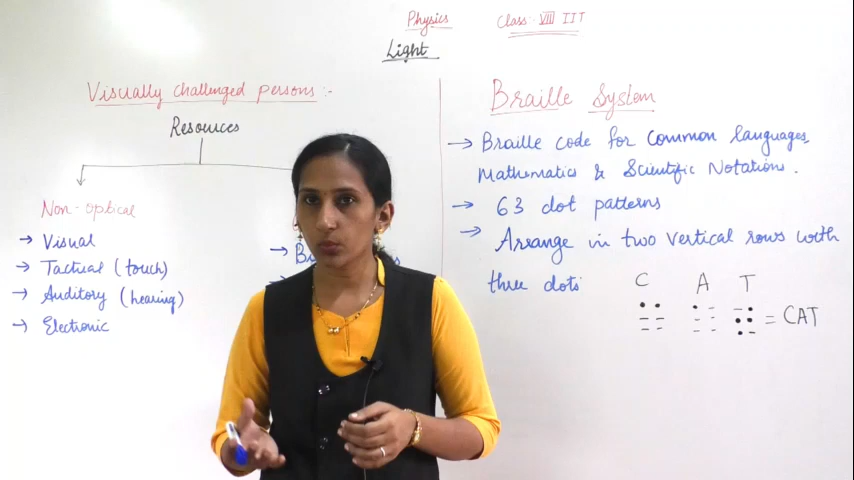 Physics Class:- VIII IIT
Light
Visually challenged persons :-
Resources
Non-optical
→ Visual
→ Tactual (touch)
→ Auditory (hearing)
→ Electronic
→
Braille System
→ Braille code for common languages,
Mathematics & Scientific Notations.
→ 63 dot patterns
→ Arrange in two vertical rows with
three dots
C A T
= CAT